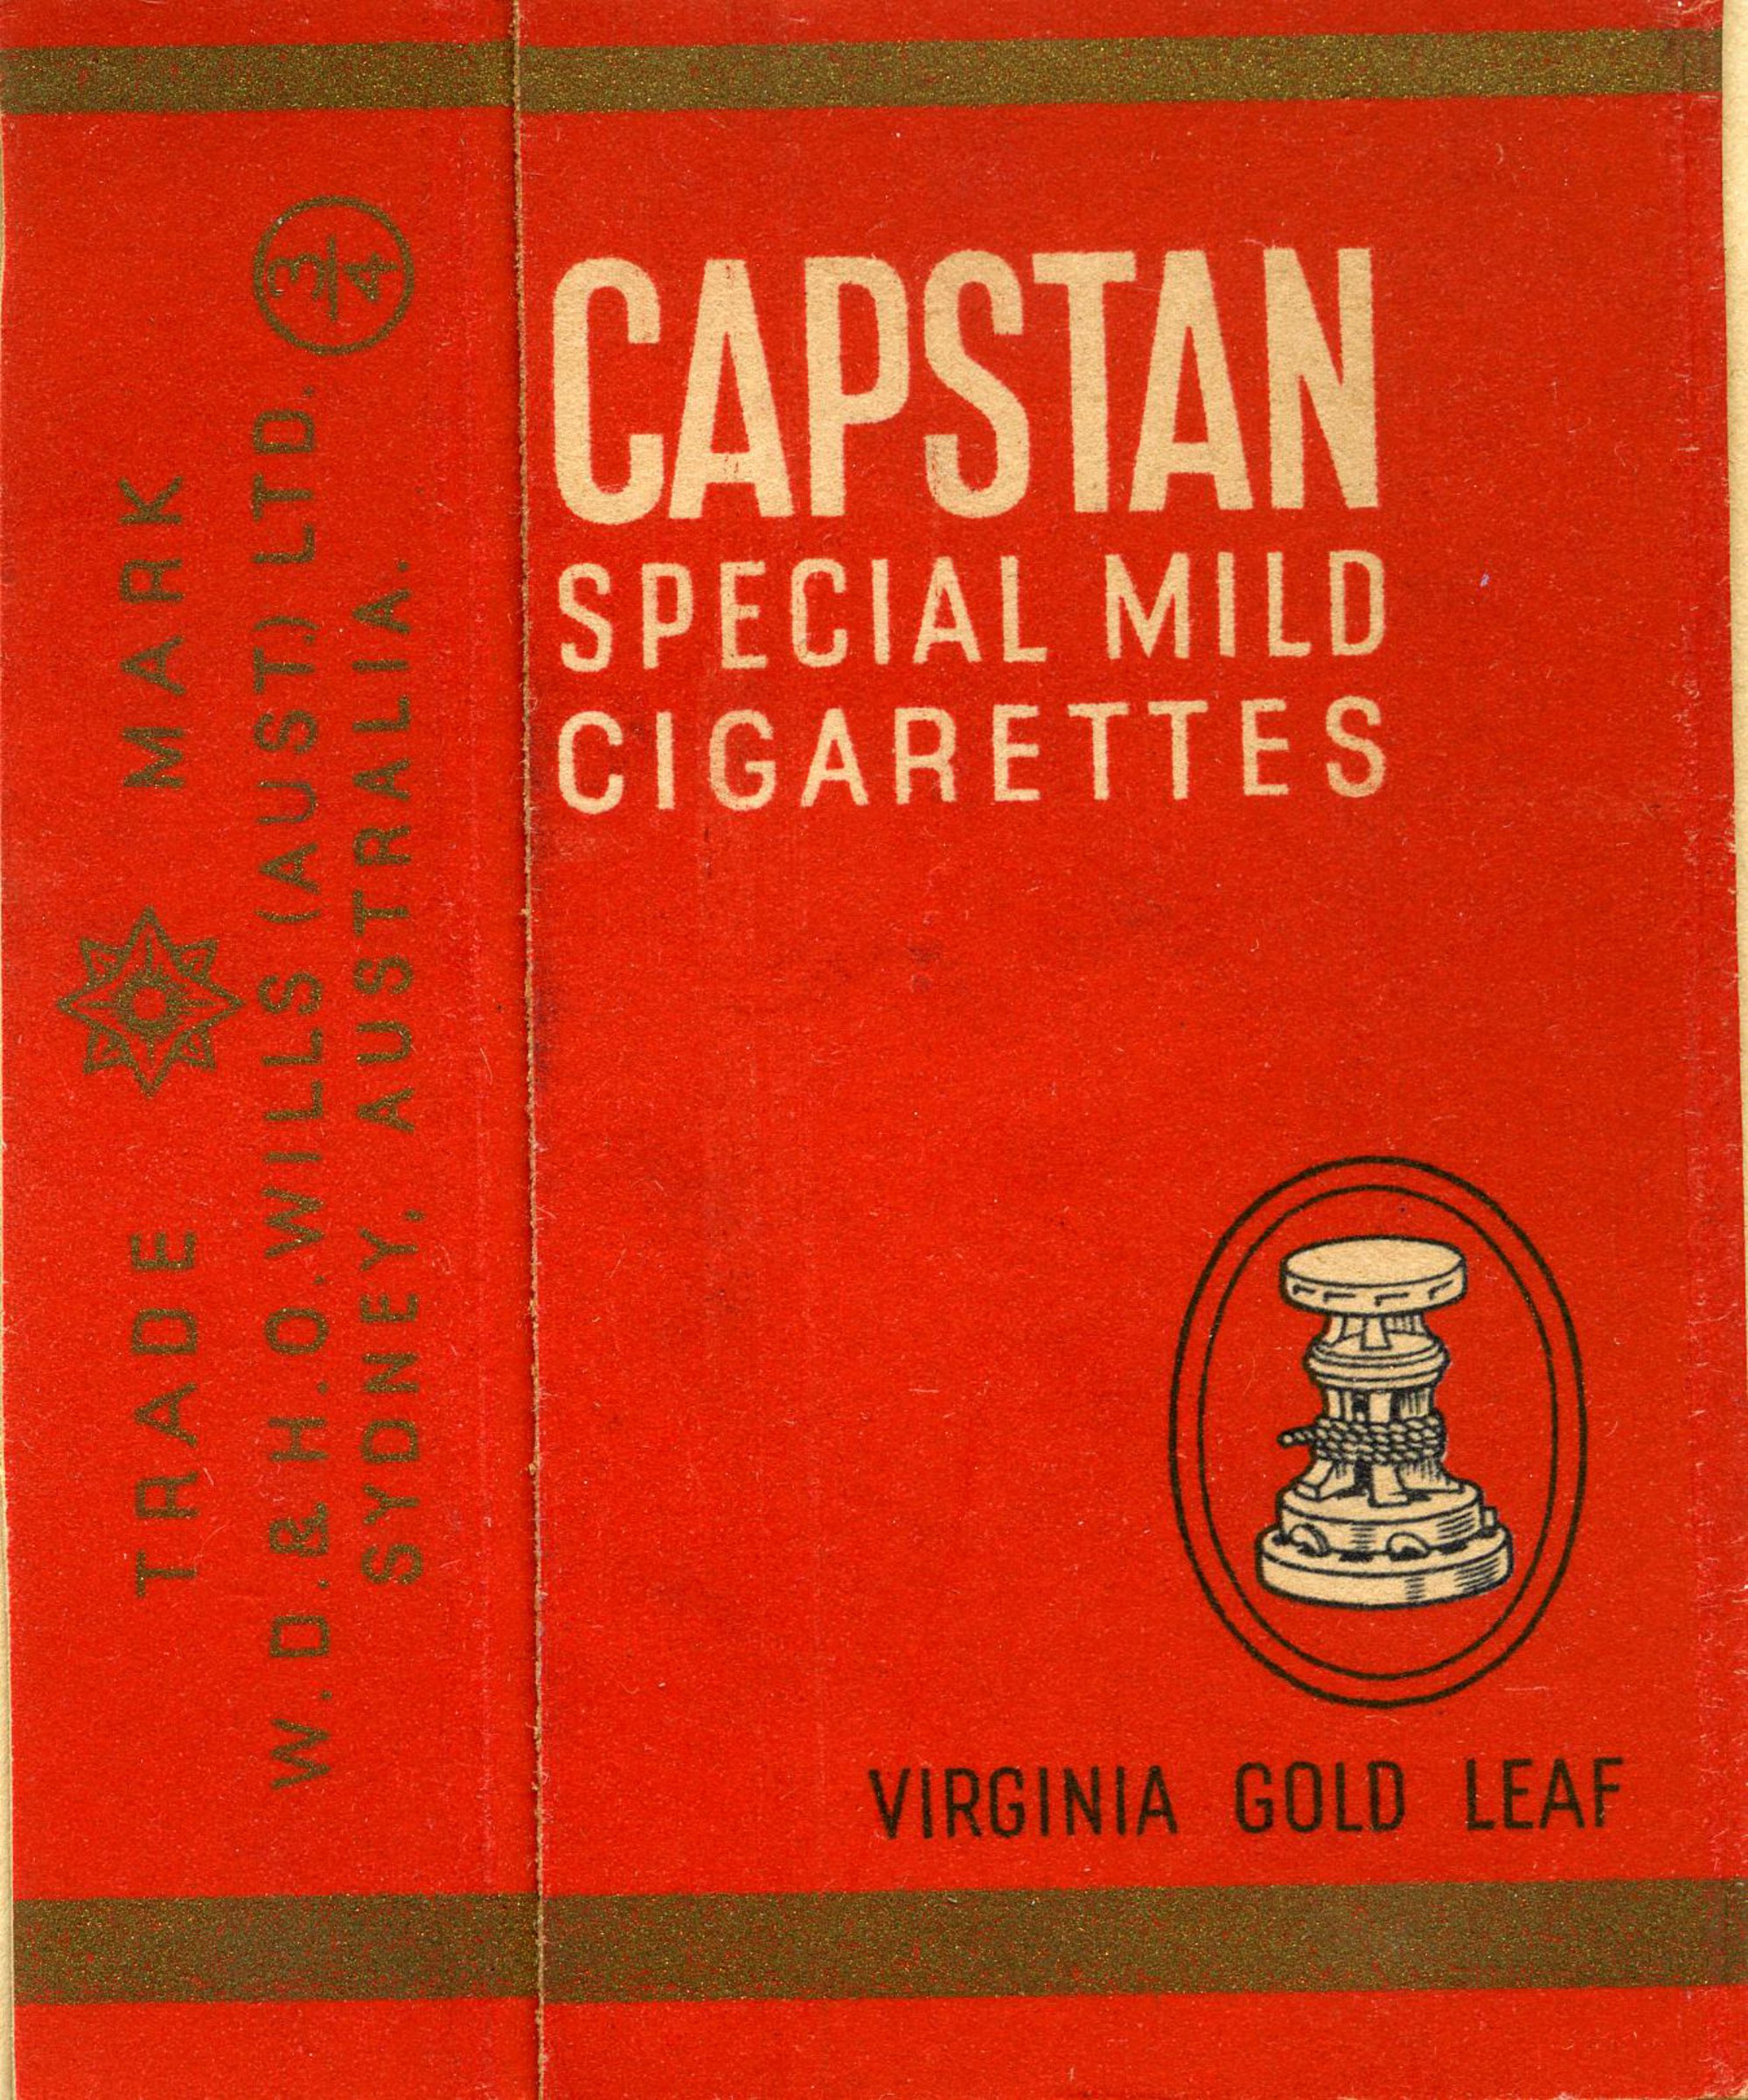 CAPSTAN
SPECIAL MILD
CIGARETTES
VIRGINIA GOLD LEAF
TRADE MARK
W.D.& H.O.WILLS (AUST.) LTD. 3/4
SYDNEY, AUSTRALIA.